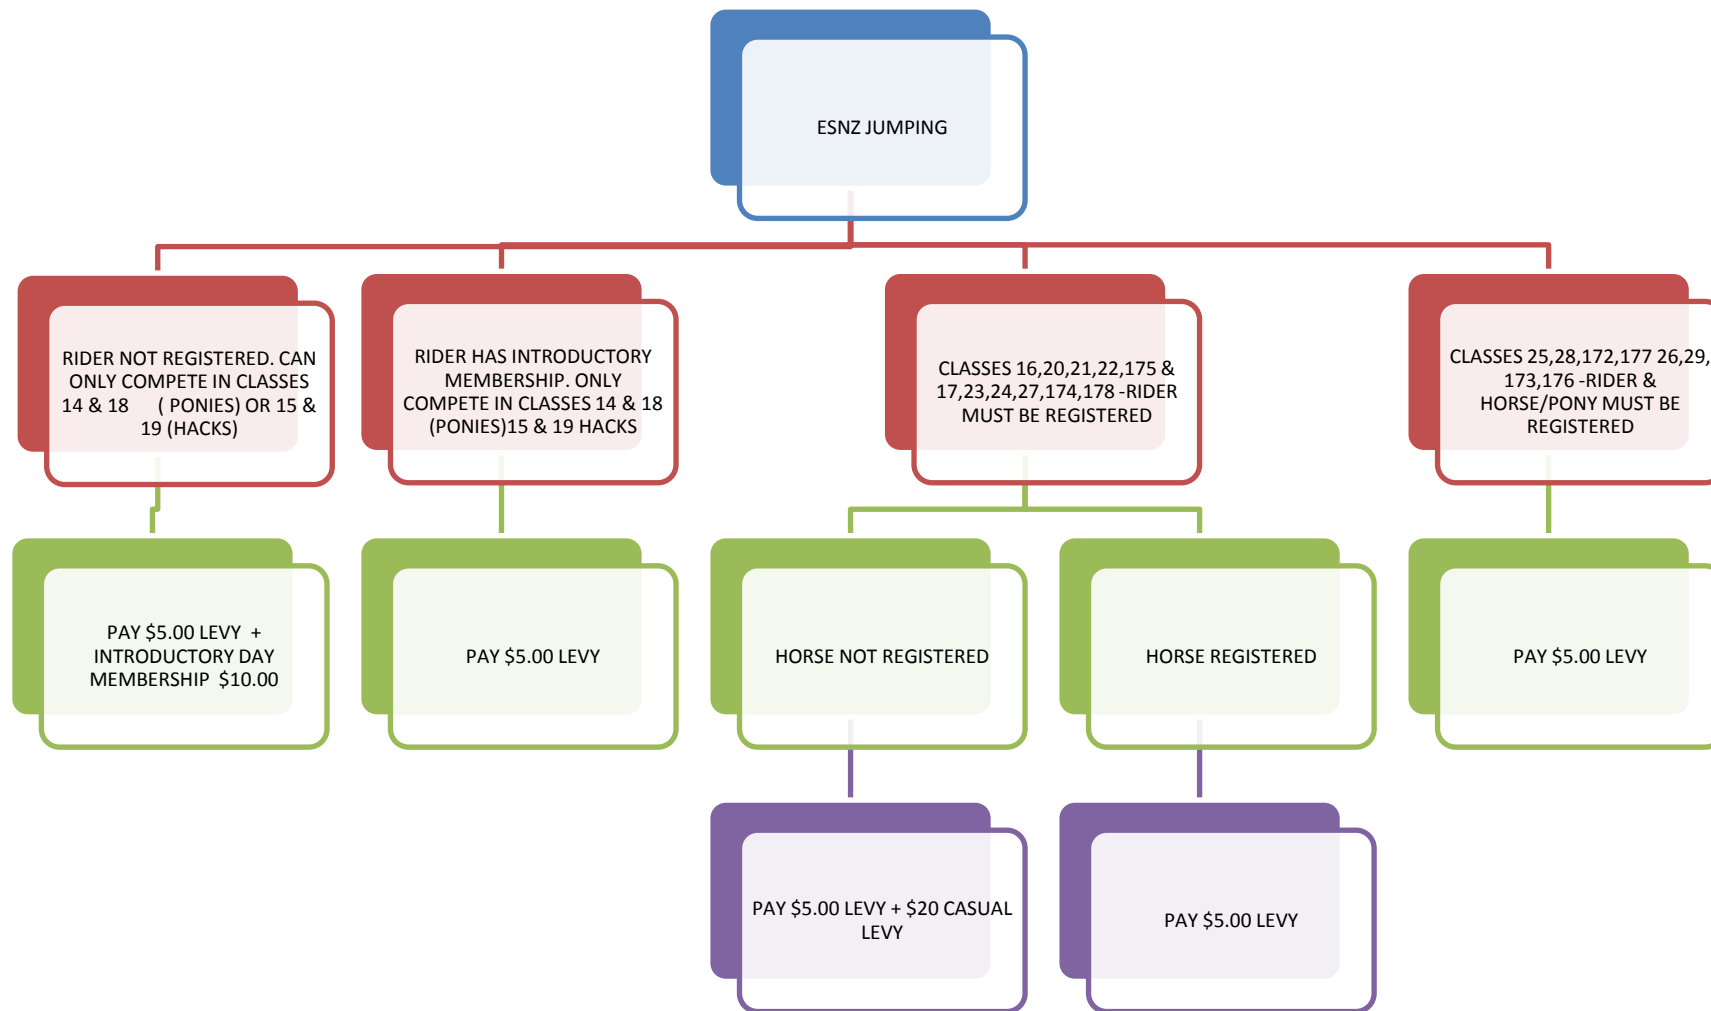 ESNZ JUMPING
RIDER NOT REGISTERED. CAN
ONLY COMPETE IN CLASSES
14 & 18 ( PONIES) OR 15 &
19 (HACKS)
RIDER HAS INTRODUCTORY
MEMBERSHIP. ONLY
COMPETE IN CLASSES 14 & 18
(PONIES)15 & 19 HACKS
CLASSES 16,20,21,22,175 &
17,23,24,27,174,178 -RIDER
MUST BE REGISTERED
CLASSES 25,28,172,177 26,29,
173,176 -RIDER &
HORSE/PONY MUST BE
REGISTERED
PAY $5.00 LEVY +
INTRODUCTORY DAY
MEMBERSHIP $10.00
PAY $5.00 LEVY
HORSE NOT REGISTERED
HORSE REGISTERED
PAY $5.00 LEVY
PAY $5.00 LEVY + $20 CASUAL
LEVY
PAY $5.00 LEVY